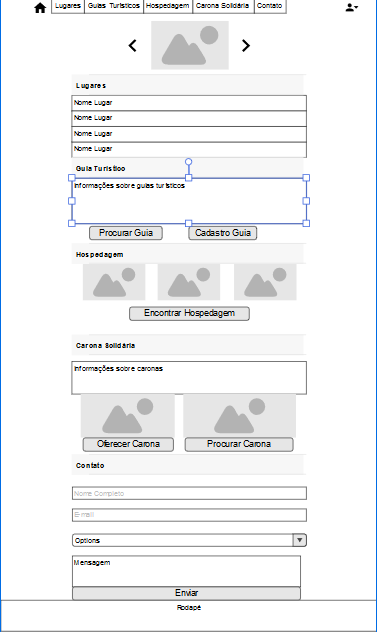 Lugares Guias Turísticos Hospedagem Carona Solidária Contato
Lugares
Nome Lugar
Nome Lugar
Nome Lugar
Nome Lugar
Guia Turístico
Informações sobre guias turísticos
Procurar Guia Cadastro Guia
Hospedagem
Encontrar Hospedagem
Carona Solidária
Informações sobre caronas
Oferecer Carona Procurar Carona
Contato
Nome Completo
E-mail
Options
Mensagem
Enviar
Rodapé